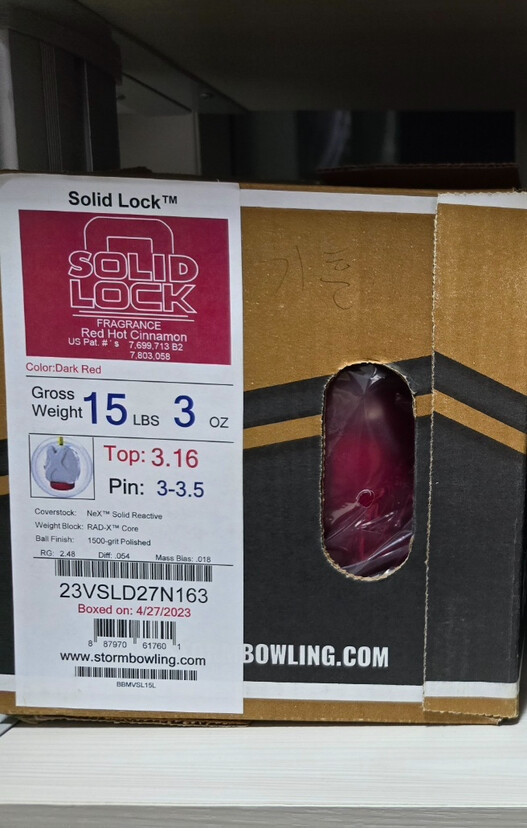 Solid Lock™
SOLID
LOCK
FRAGRANCE
Red Hot Cinnamon
US Pat. #'s 7,699,713 B2
7,803,058
Color:Dark Red
Gross
Weight 15 LBS 3 OZ
Top: 3.16
Pin: 3-3.5
Coverstock: NeX™ Solid Reactive
Weight Block: RAD-X™ Core
Ball Finish: 1500-grit Polished
RG: 2.48 Diff: .054 Mass Bias: .018
23VSLD27N163
Boxed on: 4/27/2023
8 87970 61760 1
www.stormbowling.com
BBMVSL15L
BOWLING.COM